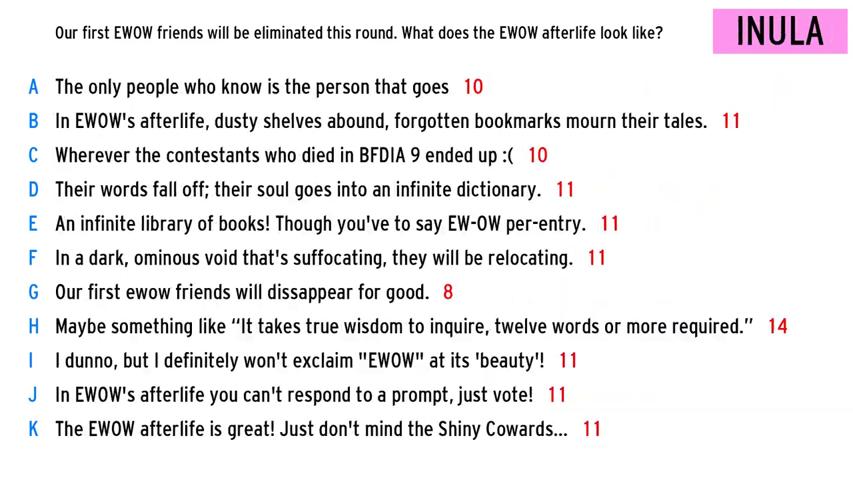 Our first EWOW friends will be eliminated this round. What does the EWOW afterlife look like?
INULA
A The only people who know is the person that goes 10
B In EWOW's afterlife, dusty shelves abound, forgotten bookmarks mourn their tales. 11
C Wherever the contestants who died in BFDIA 9 ended up :( 10
D Their words fall off; their soul goes into an infinite dictionary. 11
E An infinite library of books! Though you've to say EW-OW per-entry. 11
F In a dark, ominous void that's suffocating, they will be relocating. 11
G Our first ewow friends will dissappear for good. 8
H Maybe something like “It takes true wisdom to inquire, twelve words or more required.” 14
I I dunno, but I definitely won't exclaim "EWOW" at its 'beauty'! 11
J In EWOW's afterlife you can't respond to a prompt, just vote! 11
K The EWOW afterlife is great! Just don't mind the Shiny Cowards... 11